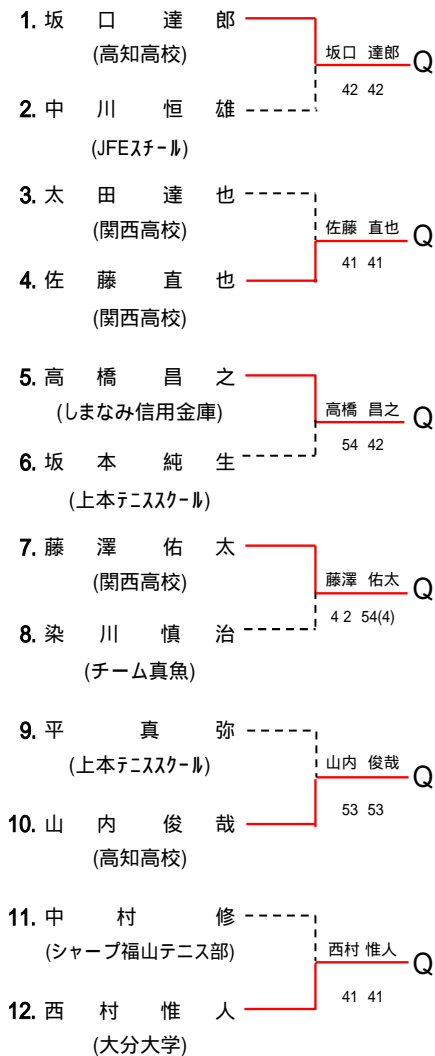 1. 坂口達郎
(高知高校)
坂口 達郎
Q
42 42
2. 中川恒雄
(JFEスチール)
3. 太田達也
(関西高校)
佐藤 直也
Q
41 41
4. 佐藤直也
(関西高校)
5. 高橋昌之
(しまなみ信用金庫)
高橋 昌之
Q
54 42
6. 坂本純生
(上本テニススクール)
7. 藤澤佑太
(関西高校)
藤澤 佑太
Q
4 2 54(4)
8. 染川慎治
(チーム真魚)
9. 平真弥
(上本テニススクール)
山内 俊哉
Q
53 53
10. 山内俊哉
(高知高校)
11. 中村修
(シャープ福山テニス部)
西村 惟人
Q
41 41
12. 西村惟人
(大分大学)